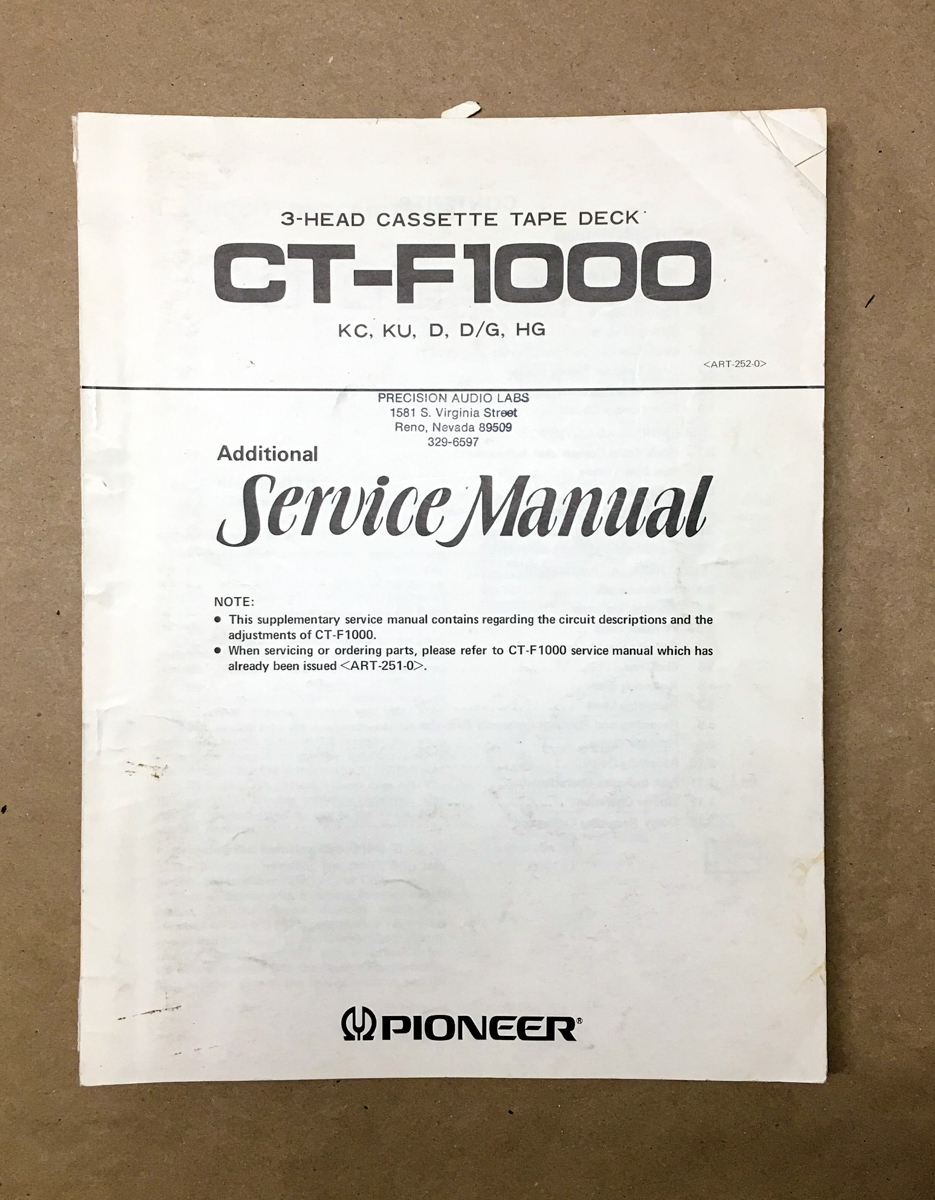 3-HEAD CASSETTE TAPE DECK
CT-F1000
KC, KU, D, D/G, HG
<ART-252-0>
PRECISION AUDIO LABS
1581 S. Virginia Street
Reno, Nevada 89509
329-6597
Additional
Service Manual
NOTE:
● This supplementary service manual contains regarding the circuit descriptions and the
adjustments of CT-F1000.
● When servicing or ordering parts, please refer to CT-F1000 service manual which has
already been issued <ART-251-0>.
PIONEER®